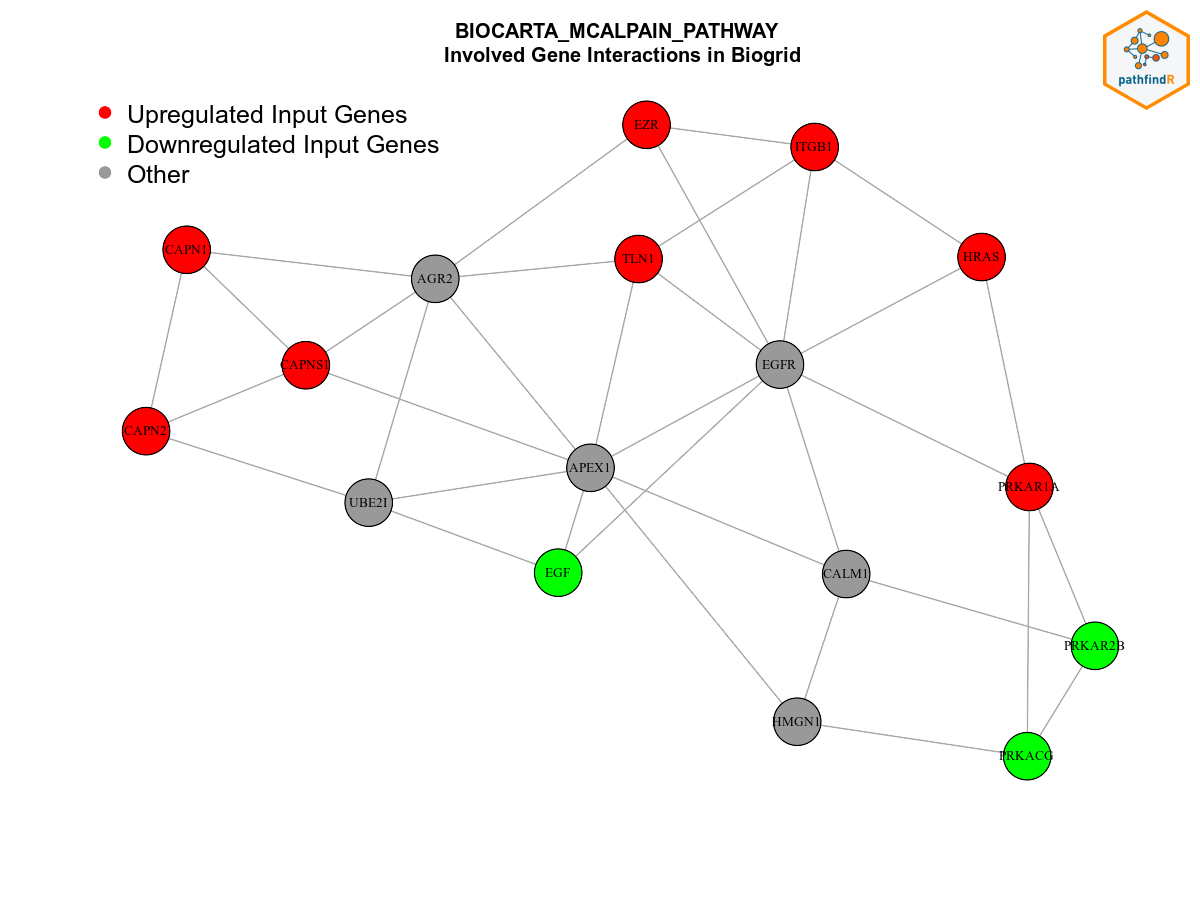 BIOCARTA_MCALPAIN_PATHWAY
Involved Gene Interactions in Biogrid
pathfindR
Upregulated Input Genes
Downregulated Input Genes
Other
EZR
ITGB1
CAPN1
AGR2
TLN1
HRAS
CAPNS1
EGFR
CAPN2
APEX1
PRKAR1A
UBE2I
EGF
CALM1
PRKAR2B
HMGN1
PRKACG